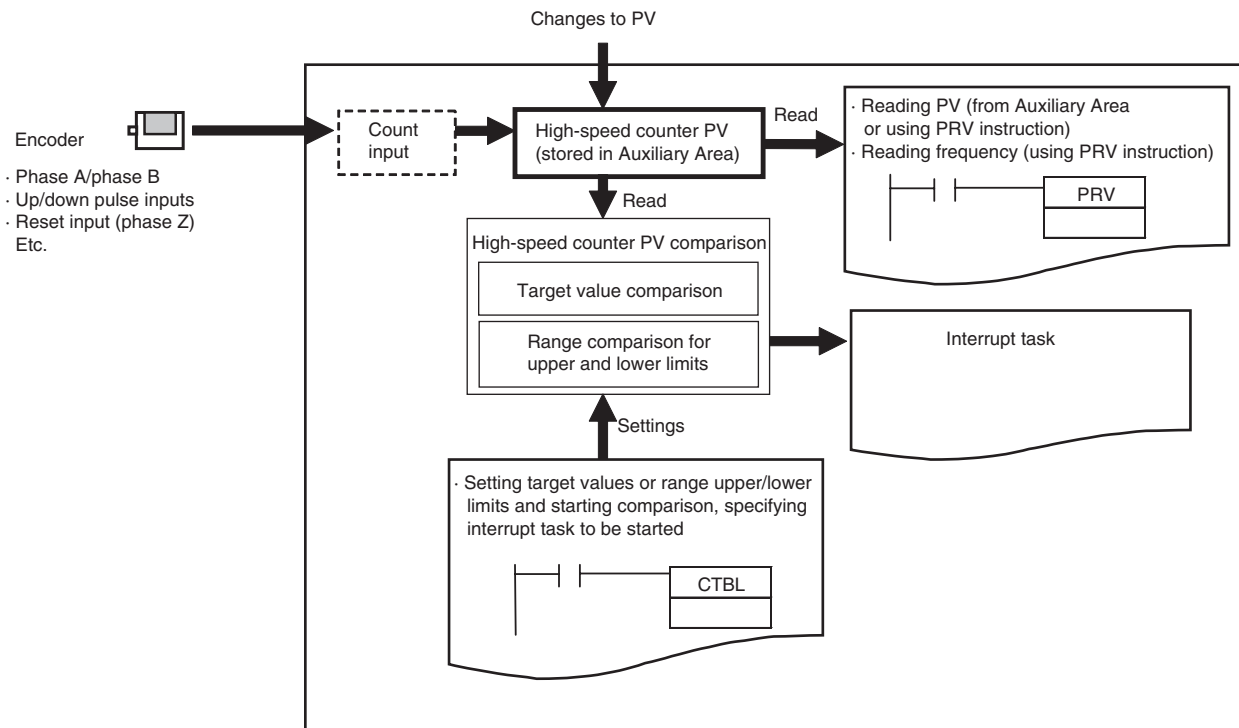 Changes to PV
Encoder
· Phase A/phase B
· Up/down pulse inputs
· Reset input (phase Z)
Etc.
Count
input
High-speed counter PV
(stored in Auxiliary Area)
Read
· Reading PV (from Auxiliary Area
or using PRV instruction)
· Reading frequency (using PRV instruction)
PRV
Read
High-speed counter PV comparison
Target value comparison
Range comparison for
upper and lower limits
Interrupt task
Settings
· Setting target values or range upper/lower
limits and starting comparison, specifying
interrupt task to be started
CTBL